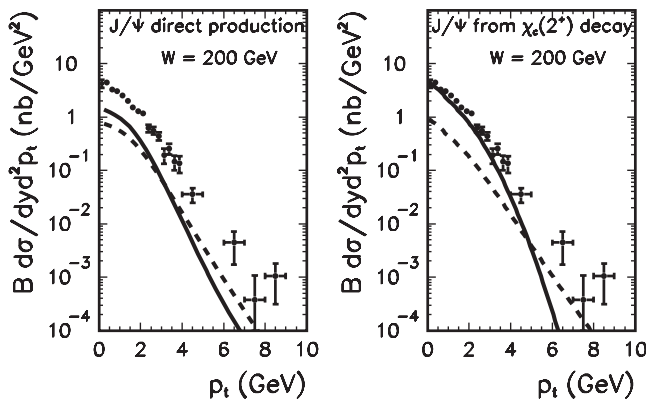 J/Ψ direct production
W = 200 GeV
B dσ/dyd²pₜ (nb/GeV²)
10
1
10⁻¹
10⁻²
10⁻³
10⁻⁴
0 2 4 6 8 10
pₜ (GeV)
J/Ψ from χc(2⁺) decay
W = 200 GeV
B dσ/dyd²pₜ (nb/GeV²)
10
1
10⁻¹
10⁻²
10⁻³
10⁻⁴
0 2 4 6 8 10
pₜ (GeV)